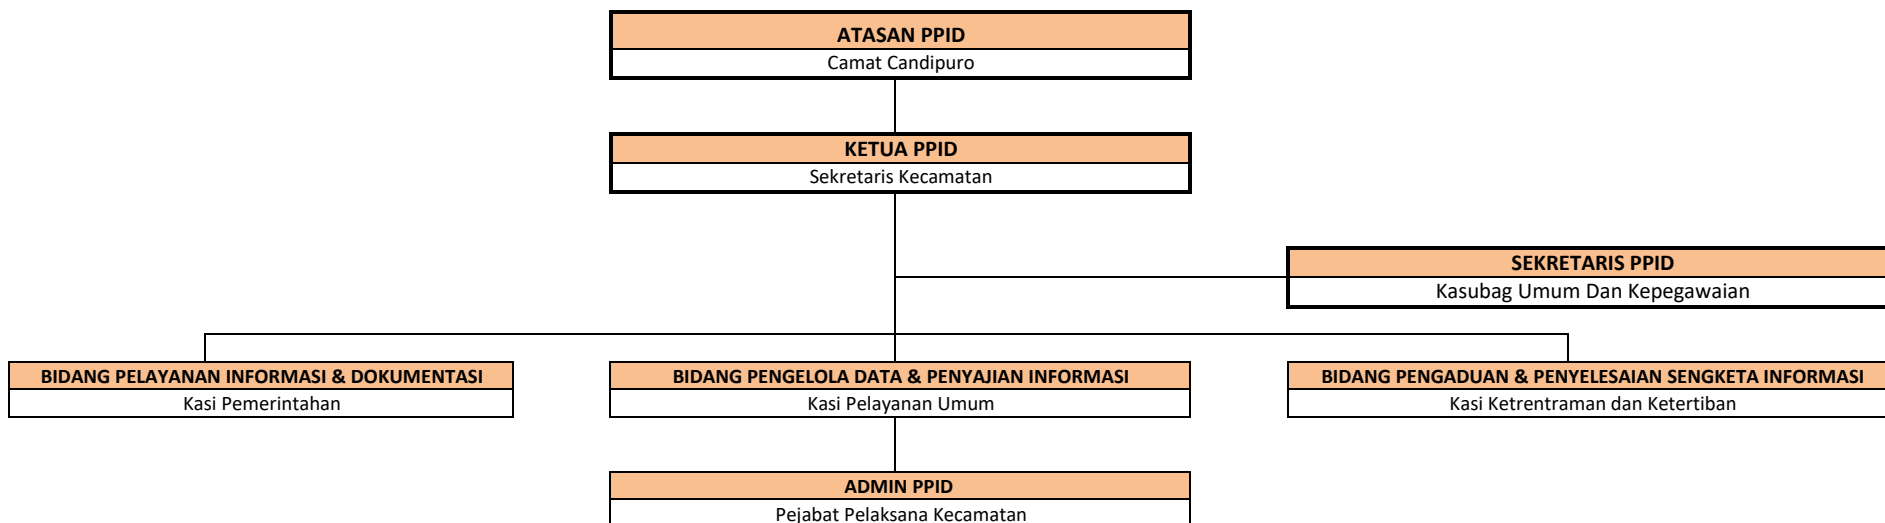 ATASAN PPID
Camat Candipuro
KETUA PPID
Sekretaris Kecamatan
SEKRETARIS PPID
Kasubag Umum Dan Kepegawaian
BIDANG PELAYANAN INFORMASI & DOKUMENTASI
Kasi Pemerintahan
BIDANG PENGELOLA DATA & PENYAJIAN INFORMASI
Kasi Pelayanan Umum
BIDANG PENGADUAN & PENYELESAIAN SENGKETA INFORMASI
Kasi Ketrentraman dan Ketertiban
ADMIN PPID
Pejabat Pelaksana Kecamatan